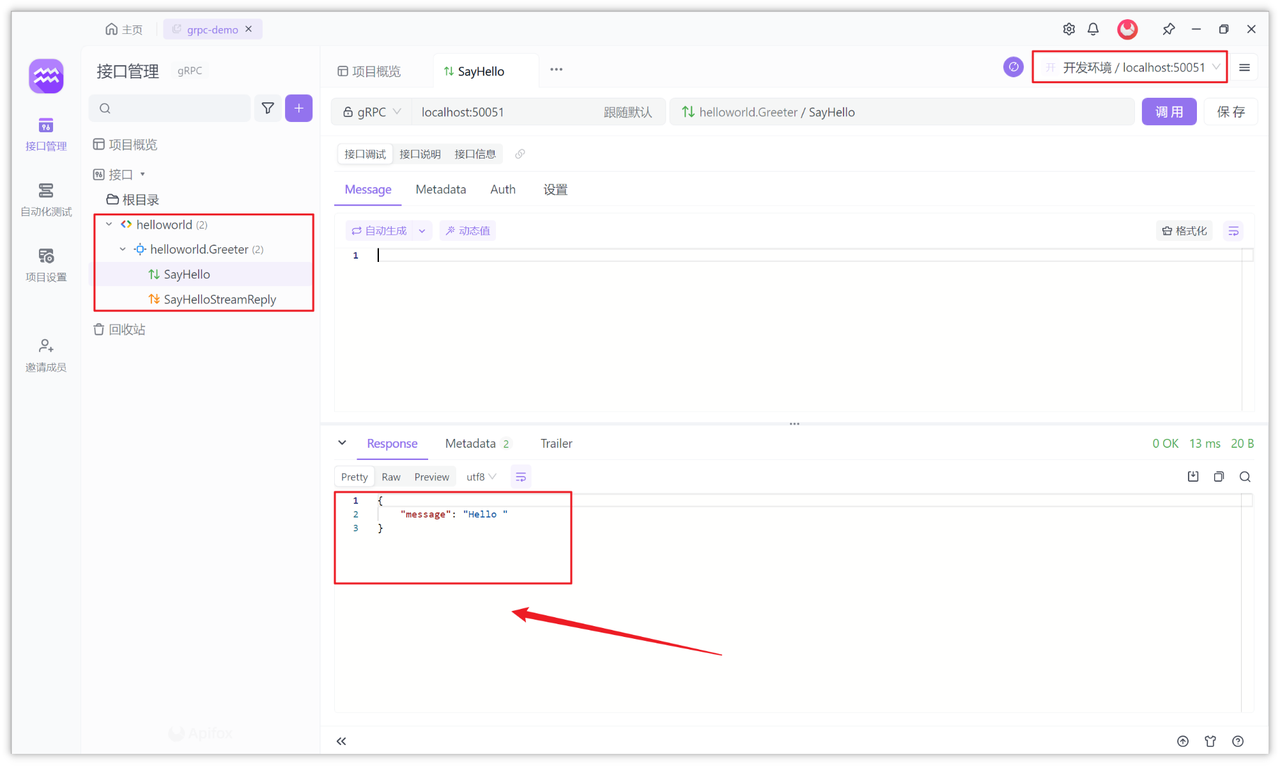 主页
grpc-demo
接口管理 gRPC
项目概览
SayHello
开 开发环境 / localhost:50051
gRPC
localhost:50051
跟随默认
helloworld.Greeter / SayHello
调 用
保 存
接口管理
自动化测试
项目设置
邀请成员
项目概览
接口
根目录
helloworld (2)
helloworld.Greeter (2)
SayHello
SayHelloStreamReply
回收站
接口调试 接口说明 接口信息
Message Metadata Auth 设置
自动生成 动态值 格式化
1
Response Metadata 2 Trailer
0 OK 13 ms 20 B
Pretty Raw Preview utf8
1 {
2 "message": "Hello "
3 }
Apifox